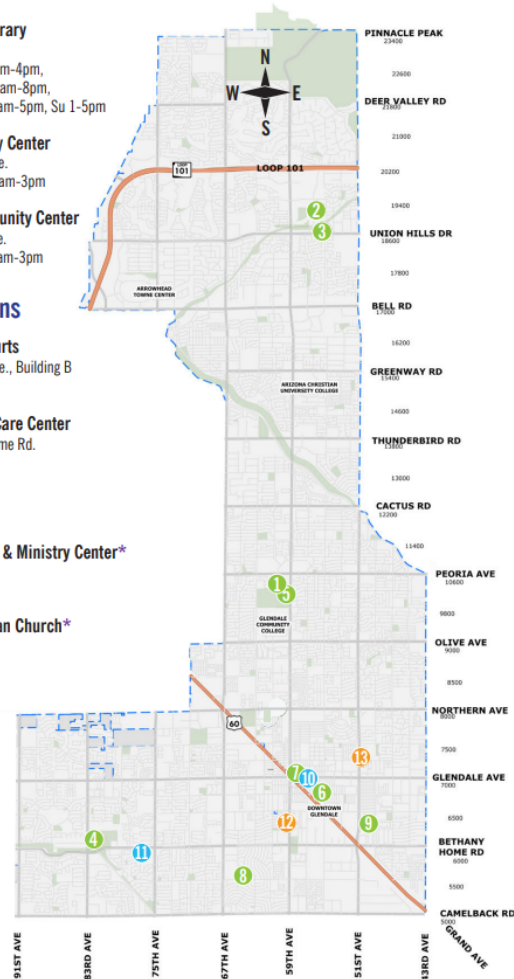 rary
m-4pm,
am-8pm,
am-5pm, Su 1-5pm
y Center
e.
am-3pm
unity Center
e.
am-3pm
ns
urts
e., Building B
Care Center
me Rd.
& Ministry Center*
an Church*
N
W E
S
PINNACLE PEAK
23400
22600
DEER VALLEY RD
21800
21000
LOOP
101
LOOP 101
20200
19400
2
3
UNION HILLS DR
18600
17800
ARROWHEAD
TOWNE CENTER
BELL RD
17000
16200
GREENWAY RD
15400
ARIZONA CHRISTIAN
UNIVERSITY COLLEGE
14600
THUNDERBIRD RD
13800
13000
CACTUS RD
12200
11400
PEORIA AVE
10600
1
5
9800
GLENDALE
COMMUNITY
COLLEGE
OLIVE AVE
9000
8500
NORTHERN AVE
8000
60
7500
13
7
10
GLENDALE AVE
7000
6
DOWNTOWN
GLENDALE
6500
12
9
4
BETHANY
HOME RD
6000
11
8
5500
CAMELBACK RD
5000
GRAND AVE
91ST AVE
83RD AVE
75TH AVE
67TH AVE
59TH AVE
51ST AVE
43RD AVE